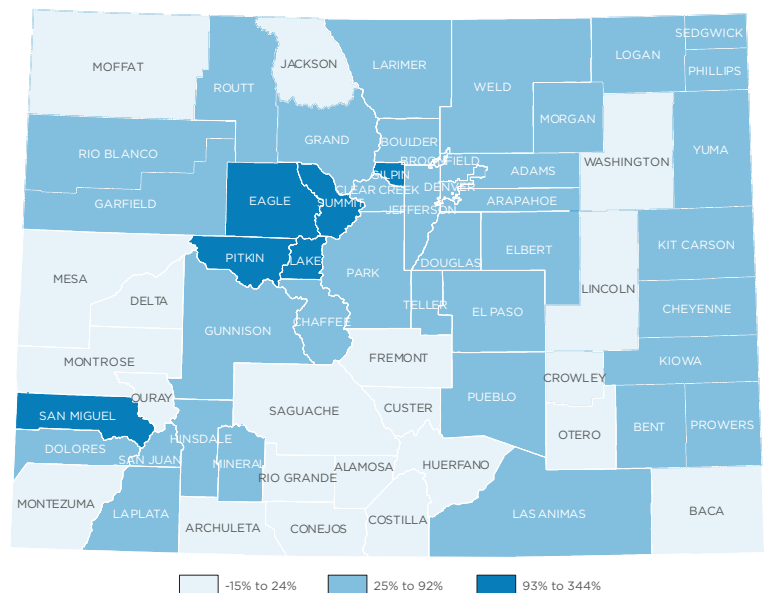 SEDGWICK
LOGAN
JACKSON
LARIMER
MOFFAT
PHILLIPS
ROUTT
WELD
MORGAN
GRAND
BOULDER
YUMA
RIO BLANCO
BROOMFIELD
WASHINGTON
ADAMS
GILPIN
CLEAR CREEK
DENVER
EAGLE
SUMMIT
ARAPAHOE
GARFIELD
JEFFERSON
KIT CARSON
ELBERT
PITKIN
LAKE
DOUGLAS
PARK
MESA
LINCOLN
DELTA
TELLER
EL PASO
CHEYENNE
CHAFFEE
GUNNISON
FREMONT
MONTROSE
KIOWA
CROWLEY
OURAY
PUEBLO
CUSTER
SAGUACHE
SAN MIGUEL
BENT
PROWERS
OTERO
HINSDALE
DOLORES
SAN JUAN
MINERAL
ALAMOSA
HUERFANO
RIO GRANDE
MONTEZUMA
LA PLATA
LAS ANIMAS
BACA
COSTILLA
ARCHULETA
CONEJOS
-15% to 24%
25% to 92%
93% to 344%